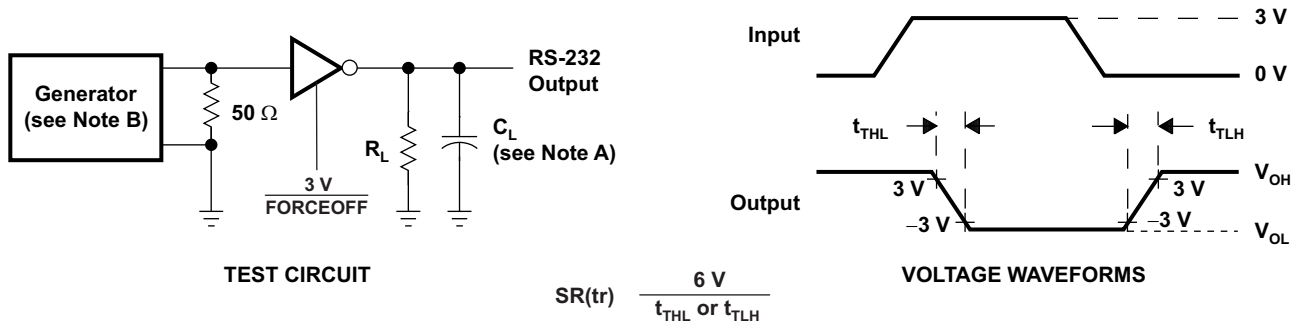 Generator
(see Note B)
50 Ω
3 V
FORCEOFF
R_L
C_L
(see Note A)
RS-232
Output
TEST CIRCUIT
Input
3 V
0 V
t_THL
t_TLH
Output
3 V
−3 V
3 V
−3 V
V_OH
V_OL
VOLTAGE WAVEFORMS
SR(tr)
6 V
t_THL or t_TLH